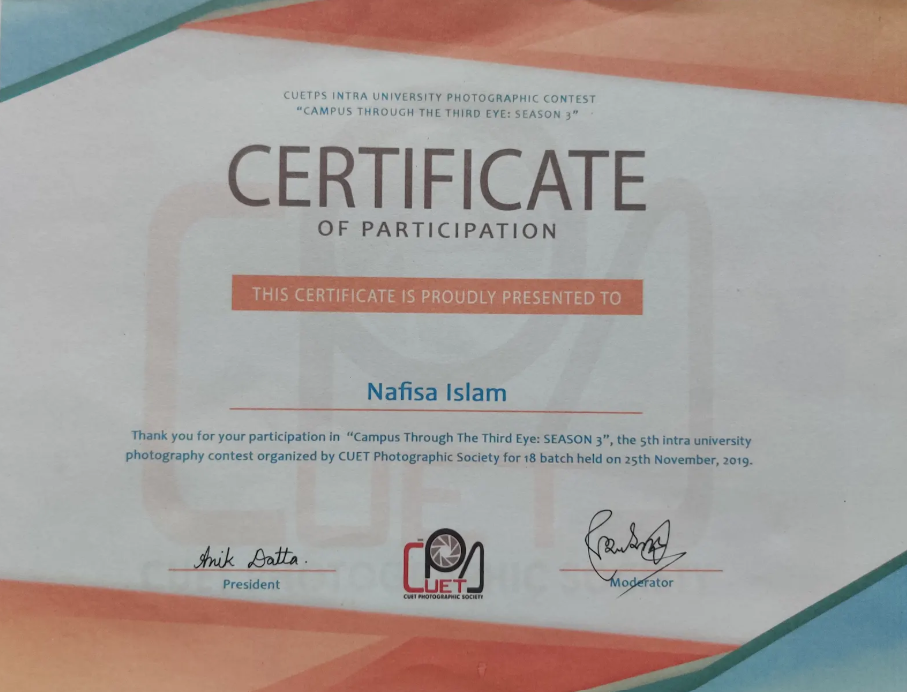 CUETPS INTRA UNIVERSITY PHOTOGRAPHIC CONTEST
"CAMPUS THROUGH THE THIRD EYE: SEASON 3"
CERTIFICATE
OF PARTICIPATION
THIS CERTIFICATE IS PROUDLY PRESENTED TO
Nafisa Islam
Thank you for your participation in "Campus Through The Third Eye: SEASON 3", the 5th intra university
photography contest organized by CUET Photographic Society for 18 batch held on 25th November, 2019.
Anik Datta.
President
CUET
CUET PHOTOGRAPHIC SOCIETY
Moderator